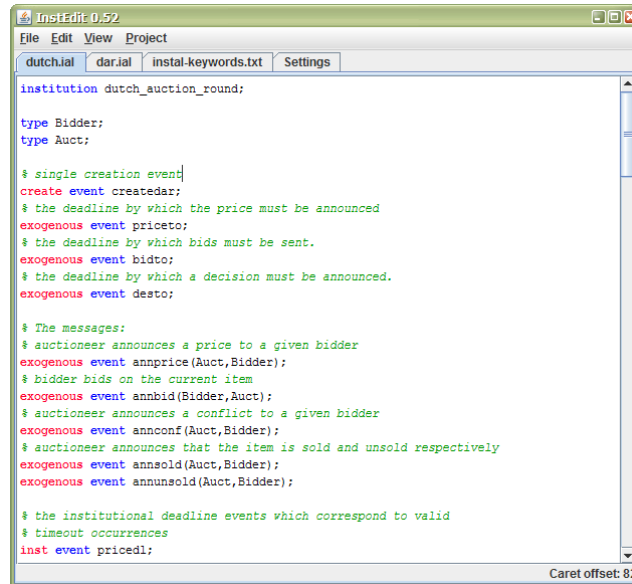 InstEdit 0.52
File Edit View Project
dutch.ial dar.ial instal-keywords.txt Settings
institution dutch_auction_round;
type Bidder;
type Auct;
% single creation event
create event createdar;
% the deadline by which the price must be announced
exogenous event priceto;
% the deadline by which bids must be sent.
exogenous event bidto;
% the deadline by which a decision must be announced.
exogenous event desto;
% The messages:
% auctioneer announces a price to a given bidder
exogenous event annprice(Auct,Bidder);
% bidder bids on the current item
exogenous event annbid(Bidder,Auct);
% auctioneer announces a conflict to a given bidder
exogenous event annconf(Auct,Bidder);
% auctioneer announces that the item is sold and unsold respectively
exogenous event annsold(Auct,Bidder);
exogenous event annunsold(Auct,Bidder);
% the institutional deadline events which correspond to valid
% timeout occurrences
inst event pricedl;
Caret offset: